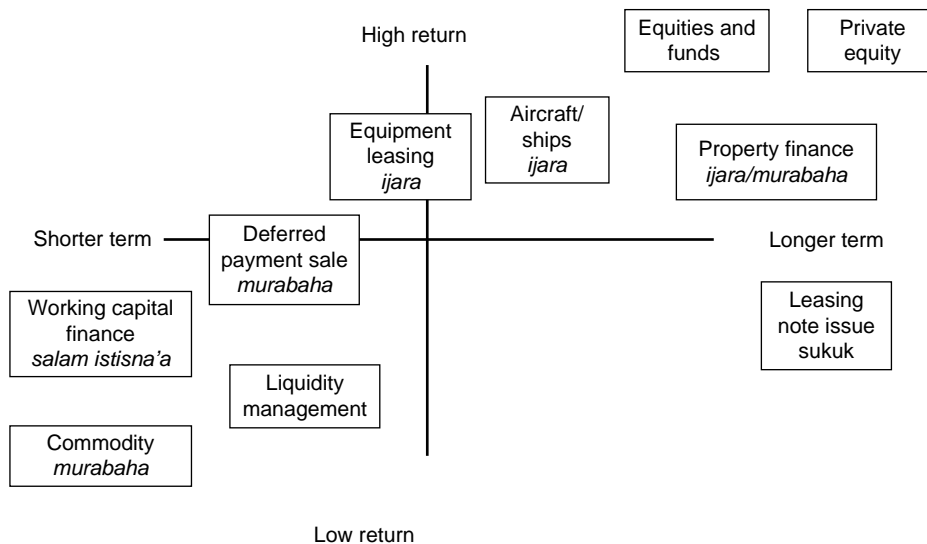 High return
Equities and
funds
Private
equity
Equipment
leasing
ijara
Aircraft/
ships
ijara
Property finance
ijara/murabaha
Shorter term
Deferred
payment sale
murabaha
Longer term
Working capital
finance
salam istisna’a
Leasing
note issue
sukuk
Liquidity
management
Commodity
murabaha
Low return